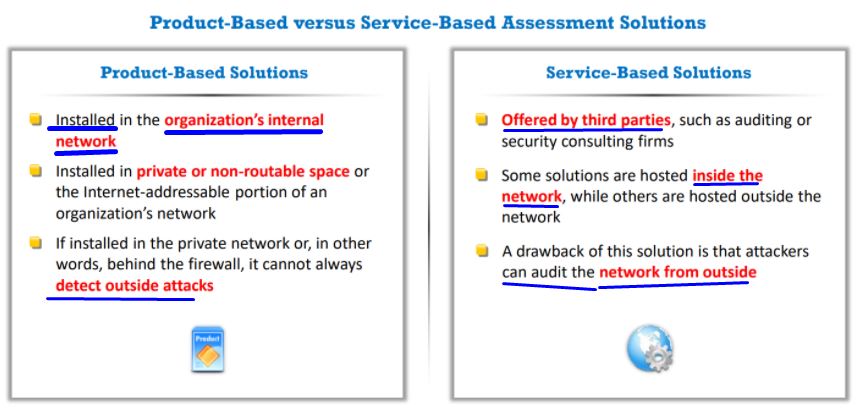 Product-Based versus Service-Based Assessment Solutions
Product-Based Solutions
Installed in the organization's internal
network
Installed in private or non-routable space or
the Internet-addressable portion of an
organization's network
If installed in the private network or, in other
words, behind the firewall, it cannot always
detect outside attacks
Product
Service-Based Solutions
Offered by third parties, such as auditing or
security consulting firms
Some solutions are hosted inside the
network, while others are hosted outside the
network
A drawback of this solution is that attackers
can audit the network from outside